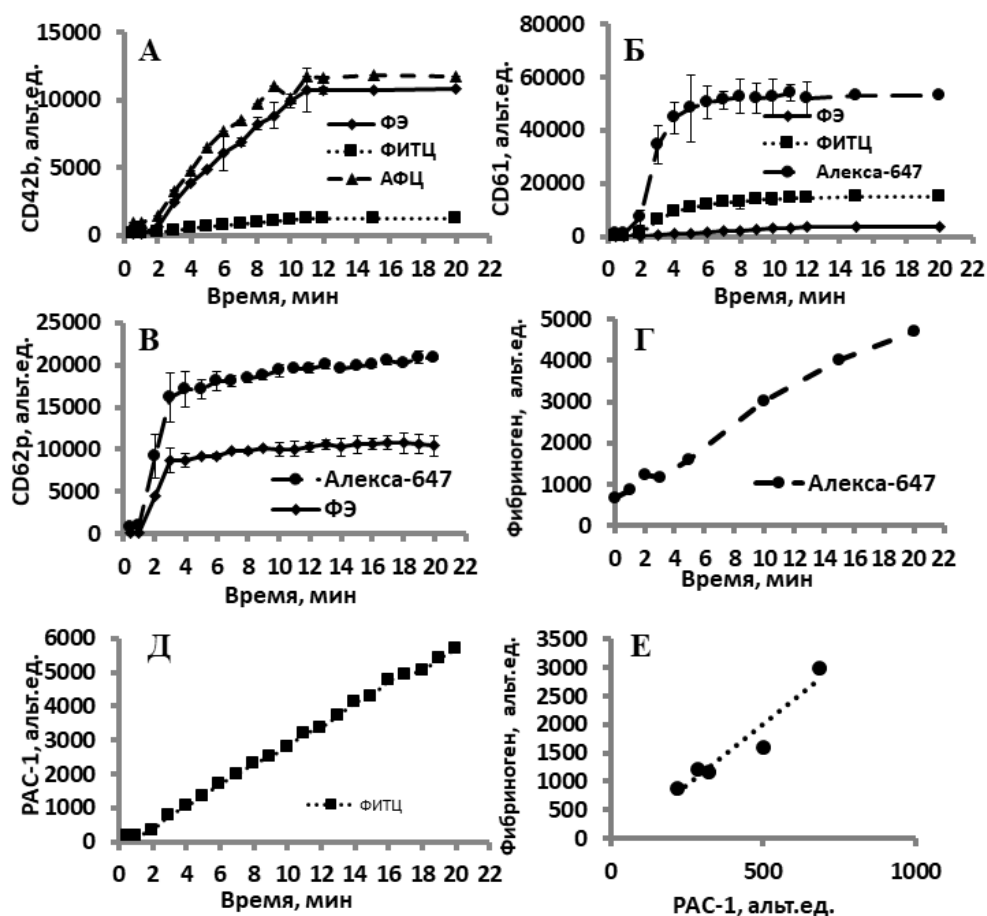 А
CD42b, альт.ед.
15000
10000
5000
0
0 2 4 6 8 10 12 14 16 18 20 22
Время, мин
ФЭ
ФИТЦ
АФЦ
Б
CD61, альт.ед.
80000
60000
40000
20000
0
0 2 4 6 8 10 12 14 16 18 20 22
Время, мин
ФЭ
ФИТЦ
Алекса-647
В
CD62p, альт.ед.
25000
20000
15000
10000
5000
0
0 2 4 6 8 10 12 14 16 18 20 22
Время, мин
Алекса-647
ФЭ
Г
Фибриноген, альт.ед.
5000
4000
3000
2000
1000
0
0 2 4 6 8 10 12 14 16 18 20 22
Время, мин
Алекса-647
Д
PAC-1, альт.ед.
6000
5000
4000
3000
2000
1000
0
0 2 4 6 8 10 12 14 16 18 20 22
Время, мин
ФИТЦ
Е
Фибриноген, альт.ед.
3500
3000
2500
2000
1500
1000
500
0
0 500 1000
PAC-1, альт.ед.